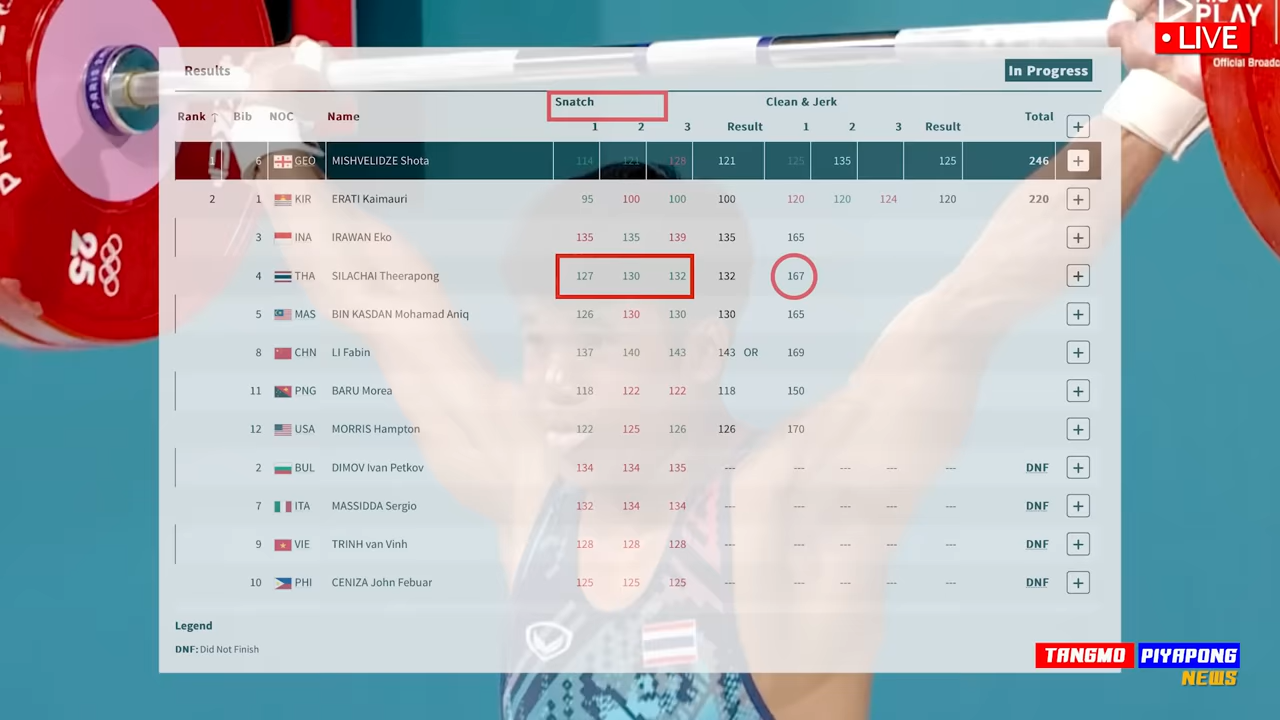 PLAY
• LIVE
Official Broadc
PARIS
25
Results
In Progress
Rank ↑ Bib NOC Name Snatch Clean & Jerk Total +
1 2 3 Result 1 2 3 Result
1 6 GEO MISHVELIDZE Shota 114 121 128 121 125 135 125 246 +
2 1 KIR ERATI Kaimauri 95 100 100 100 120 120 124 120 220 +
3 INA IRAWAN Eko 135 135 139 135 165 +
4 THA SILACHAI Theerapong 127 130 132 132 167 +
5 MAS BIN KASDAN Mohamad Aniq 126 130 130 130 165 +
8 CHN LI Fabin 137 140 143 143 OR 169 +
11 PNG BARU Morea 118 122 122 118 150 +
12 USA MORRIS Hampton 122 125 126 126 170 +
2 BUL DIMOV Ivan Petkov 134 134 135 --- --- --- --- --- DNF +
7 ITA MASSIDDA Sergio 132 134 134 --- --- --- --- --- DNF +
9 VIE TRINH van Vinh 128 128 128 --- --- --- --- --- DNF +
10 PHI CENIZA John Febuar 125 125 125 --- --- --- --- --- DNF +
Legend
DNF: Did Not Finish
TANGMO PIYAPONG
NEWS